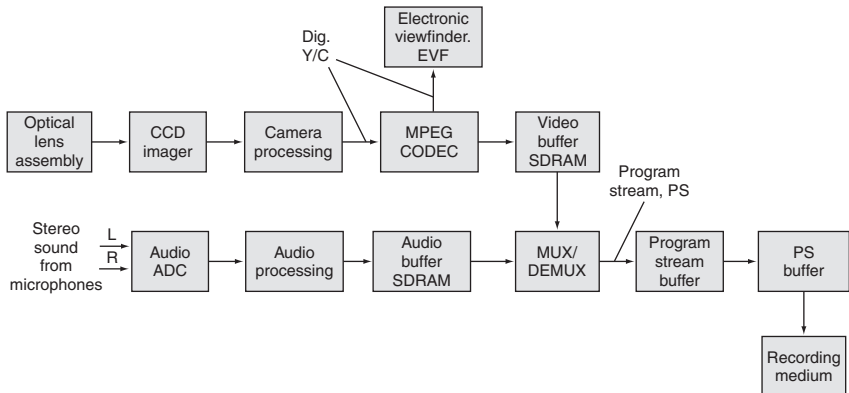 Electronic
viewfinder.
EVF
Dig.
Y/C
Optical
lens
assembly
CCD
imager
Camera
processing
MPEG
CODEC
Video
buffer
SDRAM
Program
stream, PS
Stereo
sound
from
microphones
L
R
Audio
ADC
Audio
processing
Audio
buffer
SDRAM
MUX/
DEMUX
Program
stream
buffer
PS
buffer
Recording
medium